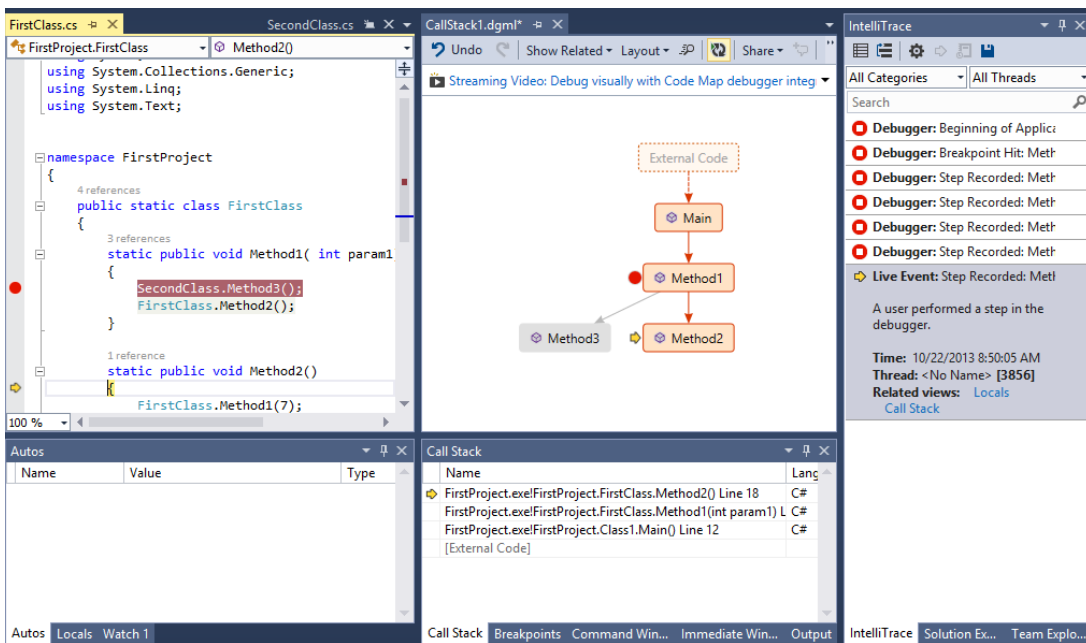 FirstClass.cs
SecondClass.cs
FirstProject.FirstClass
Method2()
using System.Collections.Generic;
using System.Linq;
using System.Text;
namespace FirstProject
{
4 references
public static class FirstClass
{
3 references
static public void Method1( int param1
{
SecondClass.Method3();
FirstClass.Method2();
}
1 reference
static public void Method2()
{
FirstClass.Method1(7);
100 %
CallStack1.dgml*
Undo Show Related Layout Share "
Streaming Video: Debug visually with Code Map debugger integ
External Code
Main
Method1
Method3
Method2
IntelliTrace
All Categories All Threads
Search
Debugger: Beginning of Applica
Debugger: Breakpoint Hit: Meth
Debugger: Step Recorded: Meth
Debugger: Step Recorded: Meth
Debugger: Step Recorded: Meth
Debugger: Step Recorded: Meth
Live Event: Step Recorded: Meth
A user performed a step in the
debugger.
Time: 10/22/2013 8:50:05 AM
Thread: <No Name> [3856]
Related views: Locals
Call Stack
Autos
Name Value Type
Autos Locals Watch 1
Call Stack
Name Lang
FirstProject.exe!FirstProject.FirstClass.Method2() Line 18 C#
FirstProject.exe!FirstProject.FirstClass.Method1(int param1) L C#
FirstProject.exe!FirstProject.Class1.Main() Line 12 C#
[External Code]
Call Stack Breakpoints Command Win... Immediate Win... Output
IntelliTrace Solution Ex... Team Explo...